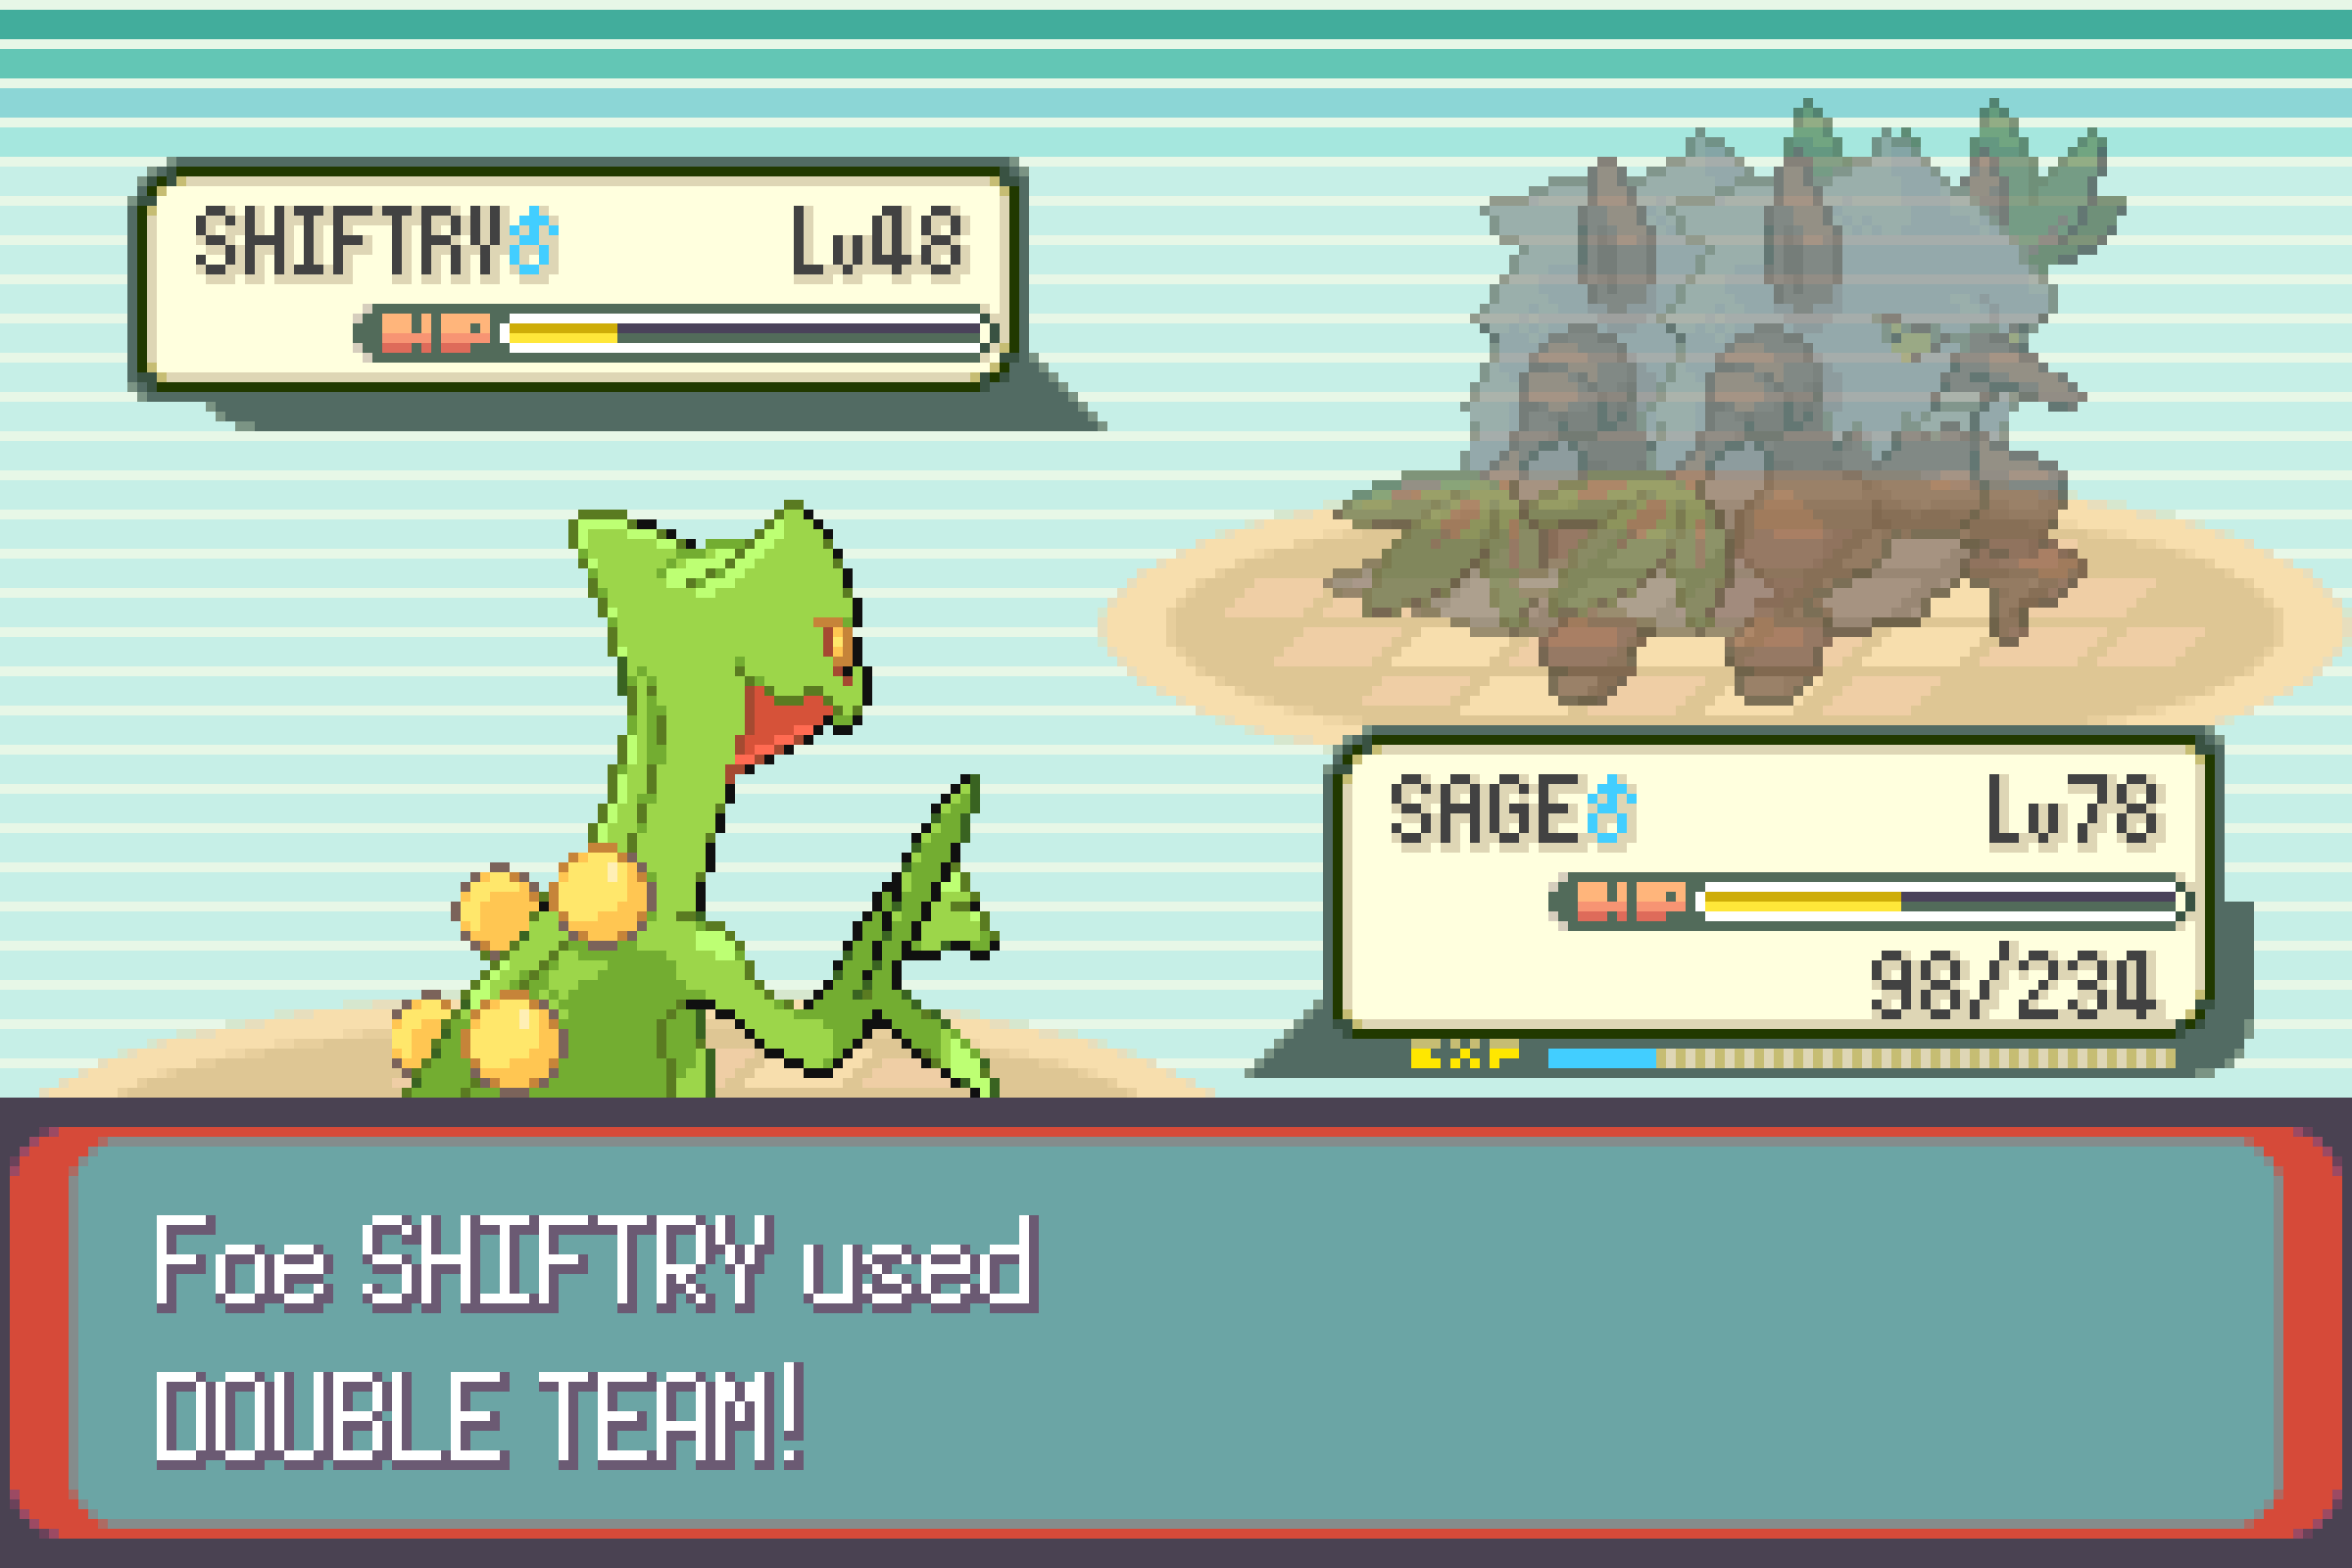 SHIFTRY♂ Lv48
HP
SAGE♂ Lv78
HP
98/234
EXP
Foe SHIFTRY used
DOUBLE TEAM!